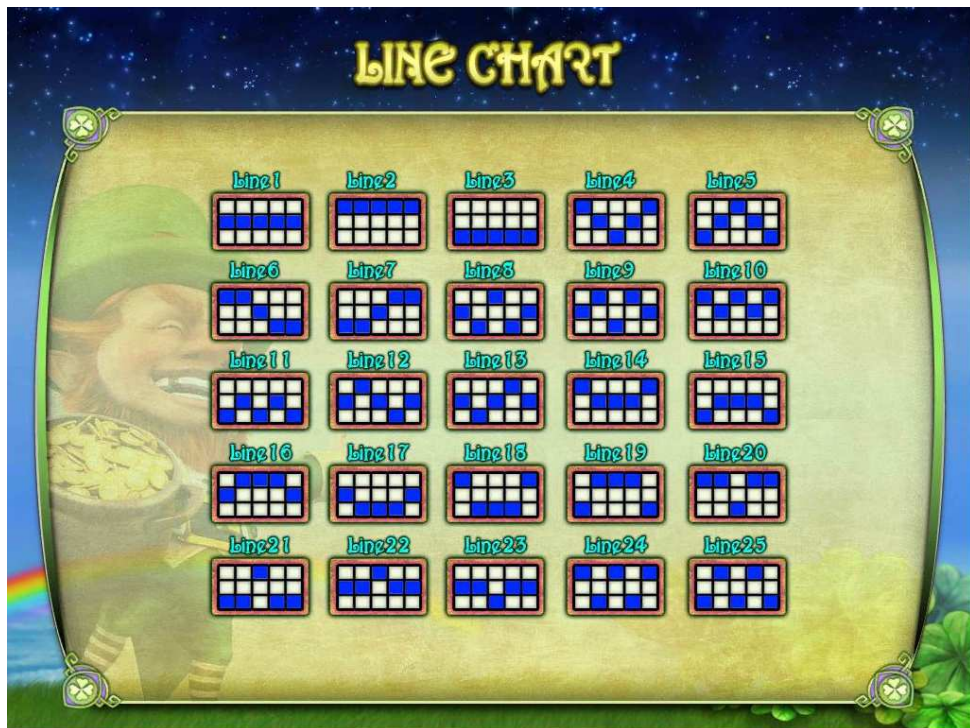 LINE CHART
Line1 Line2 Line3 Line4 Line5
Line6 Line7 Line8 Line9 Line10
Line11 Line12 Line13 Line14 Line15
Line16 Line17 Line18 Line19 Line20
Line21 Line22 Line23 Line24 Line25